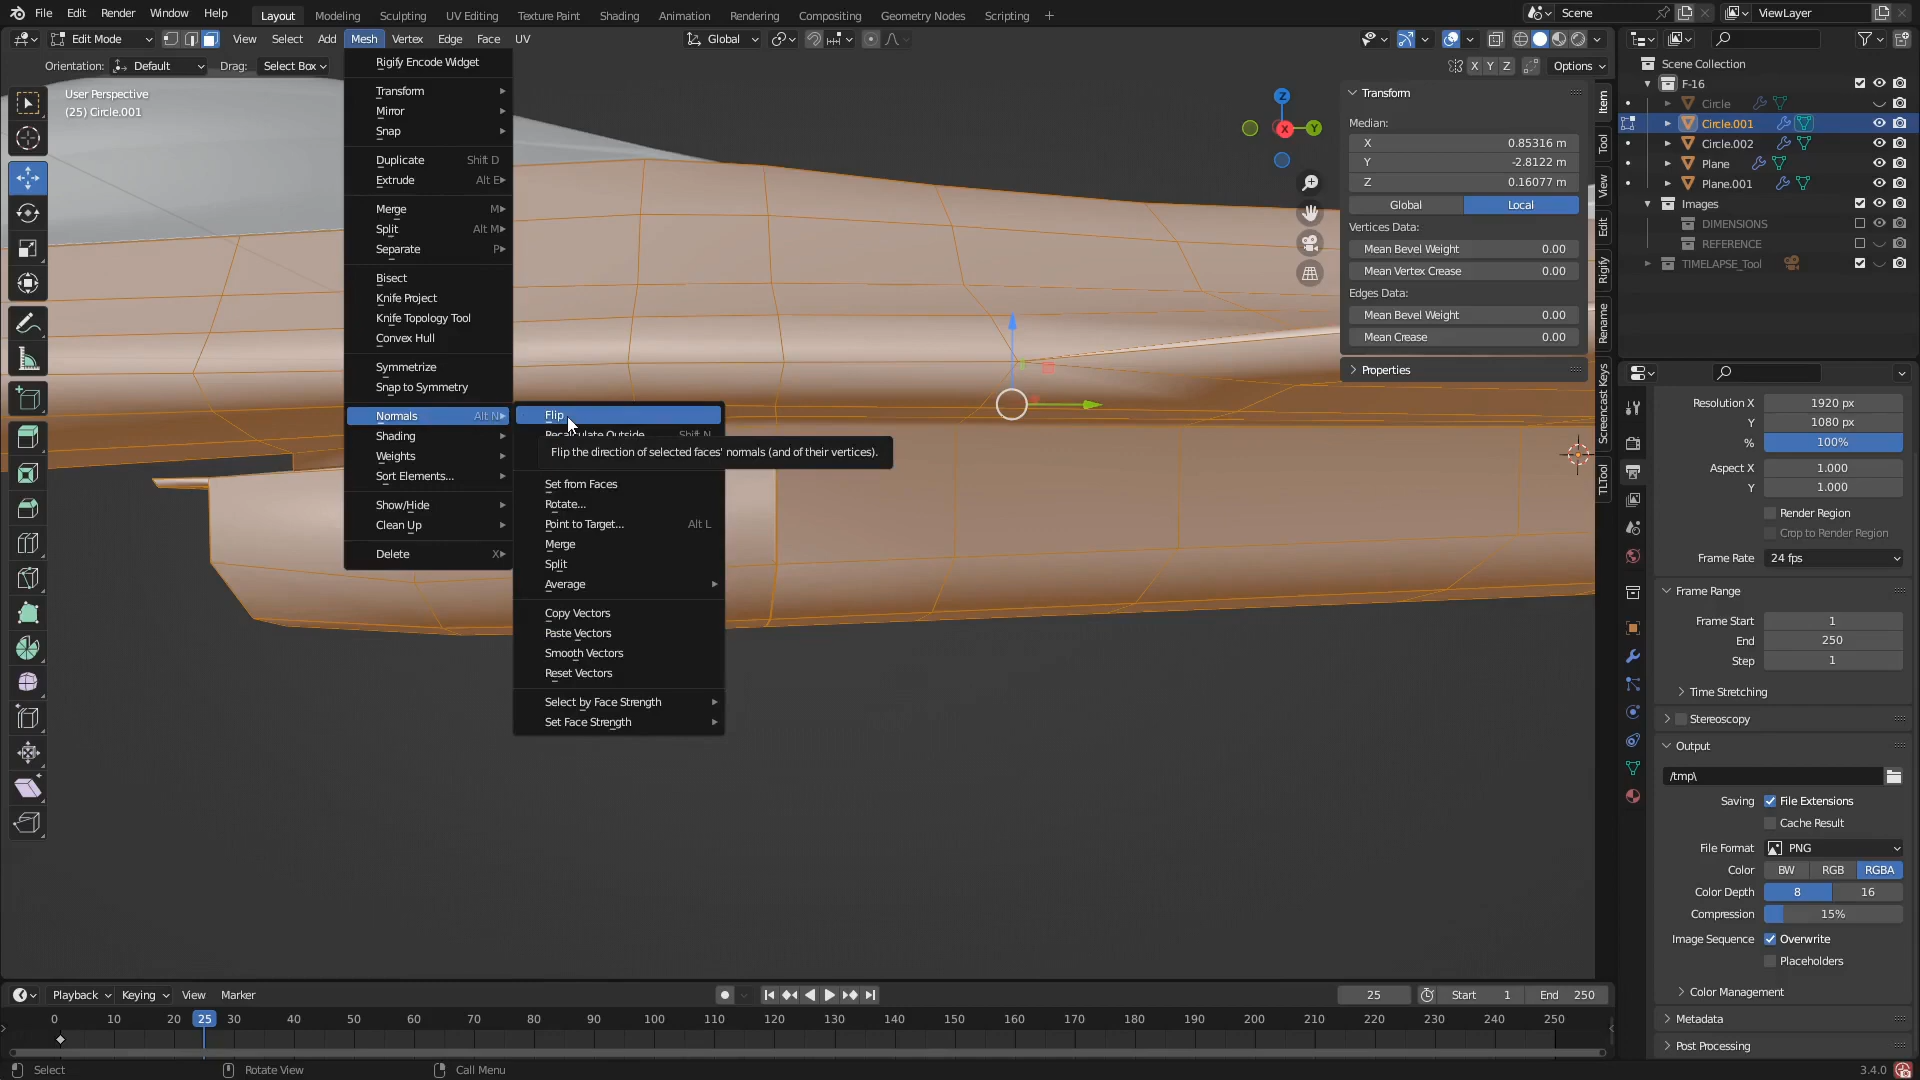 File Edit Render Window Help Layout Modeling Sculpting UV Editing Texture Paint Shading Animation Rendering Compositing Geometry Nodes Scripting + Scene ViewLayer
Edit Mode View Select Add Mesh Vertex Edge Face UV Global
Orientation: Default Drag: Select Box X Y Z Options
User Perspective
(25) Circle.001
Rigify Encode Widget
Transform
Mirror
Snap
Duplicate Shift D
Extrude Alt E
Merge M
Split Alt M
Separate P
Bisect
Knife Project
Knife Topology Tool
Convex Hull
Symmetrize
Snap to Symmetry
Normals Alt N
Shading
Weights
Sort Elements...
Show/Hide
Clean Up
Delete X
Flip
Recalculate Outside Shift N
Flip the direction of selected faces' normals (and of their vertices).
Set from Faces
Rotate...
Point to Target... Alt L
Merge
Split
Average
Copy Vectors
Paste Vectors
Smooth Vectors
Reset Vectors
Select by Face Strength
Set Face Strength
Z
X Y
Transform
Median:
X 0.85316 m
Y -2.8122 m
Z 0.16077 m
Global Local
Vertices Data:
Mean Bevel Weight 0.00
Mean Vertex Crease 0.00
Edges Data:
Mean Bevel Weight 0.00
Mean Crease 0.00
Properties
Item
Tool
View
Edit
Rigify
Rename
Screencast Keys
TLTool
Scene Collection
F-16
Circle
Circle.001
Circle.002
Plane
Plane.001
Images
DIMENSIONS
REFERENCE
TIMELAPSE_Tool
Resolution X 1920 px
Y 1080 px
% 100%
Aspect X 1.000
Y 1.000
Render Region
Crop to Render Region
Frame Rate 24 fps
Frame Range
Frame Start 1
End 250
Step 1
Time Stretching
Stereoscopy
Output
/tmp\
Saving File Extensions
Cache Result
File Format PNG
Color BW RGB RGBA
Color Depth 8 16
Compression 15%
Image Sequence Overwrite
Placeholders
Color Management
Metadata
Post Processing
Playback Keying View Marker 25 Start 1 End 250
0 10 20 25 30 40 50 60 70 80 90 100 110 120 130 140 150 160 170 180 190 200 210 220 230 240 250
Select Rotate View Call Menu 3.4.0